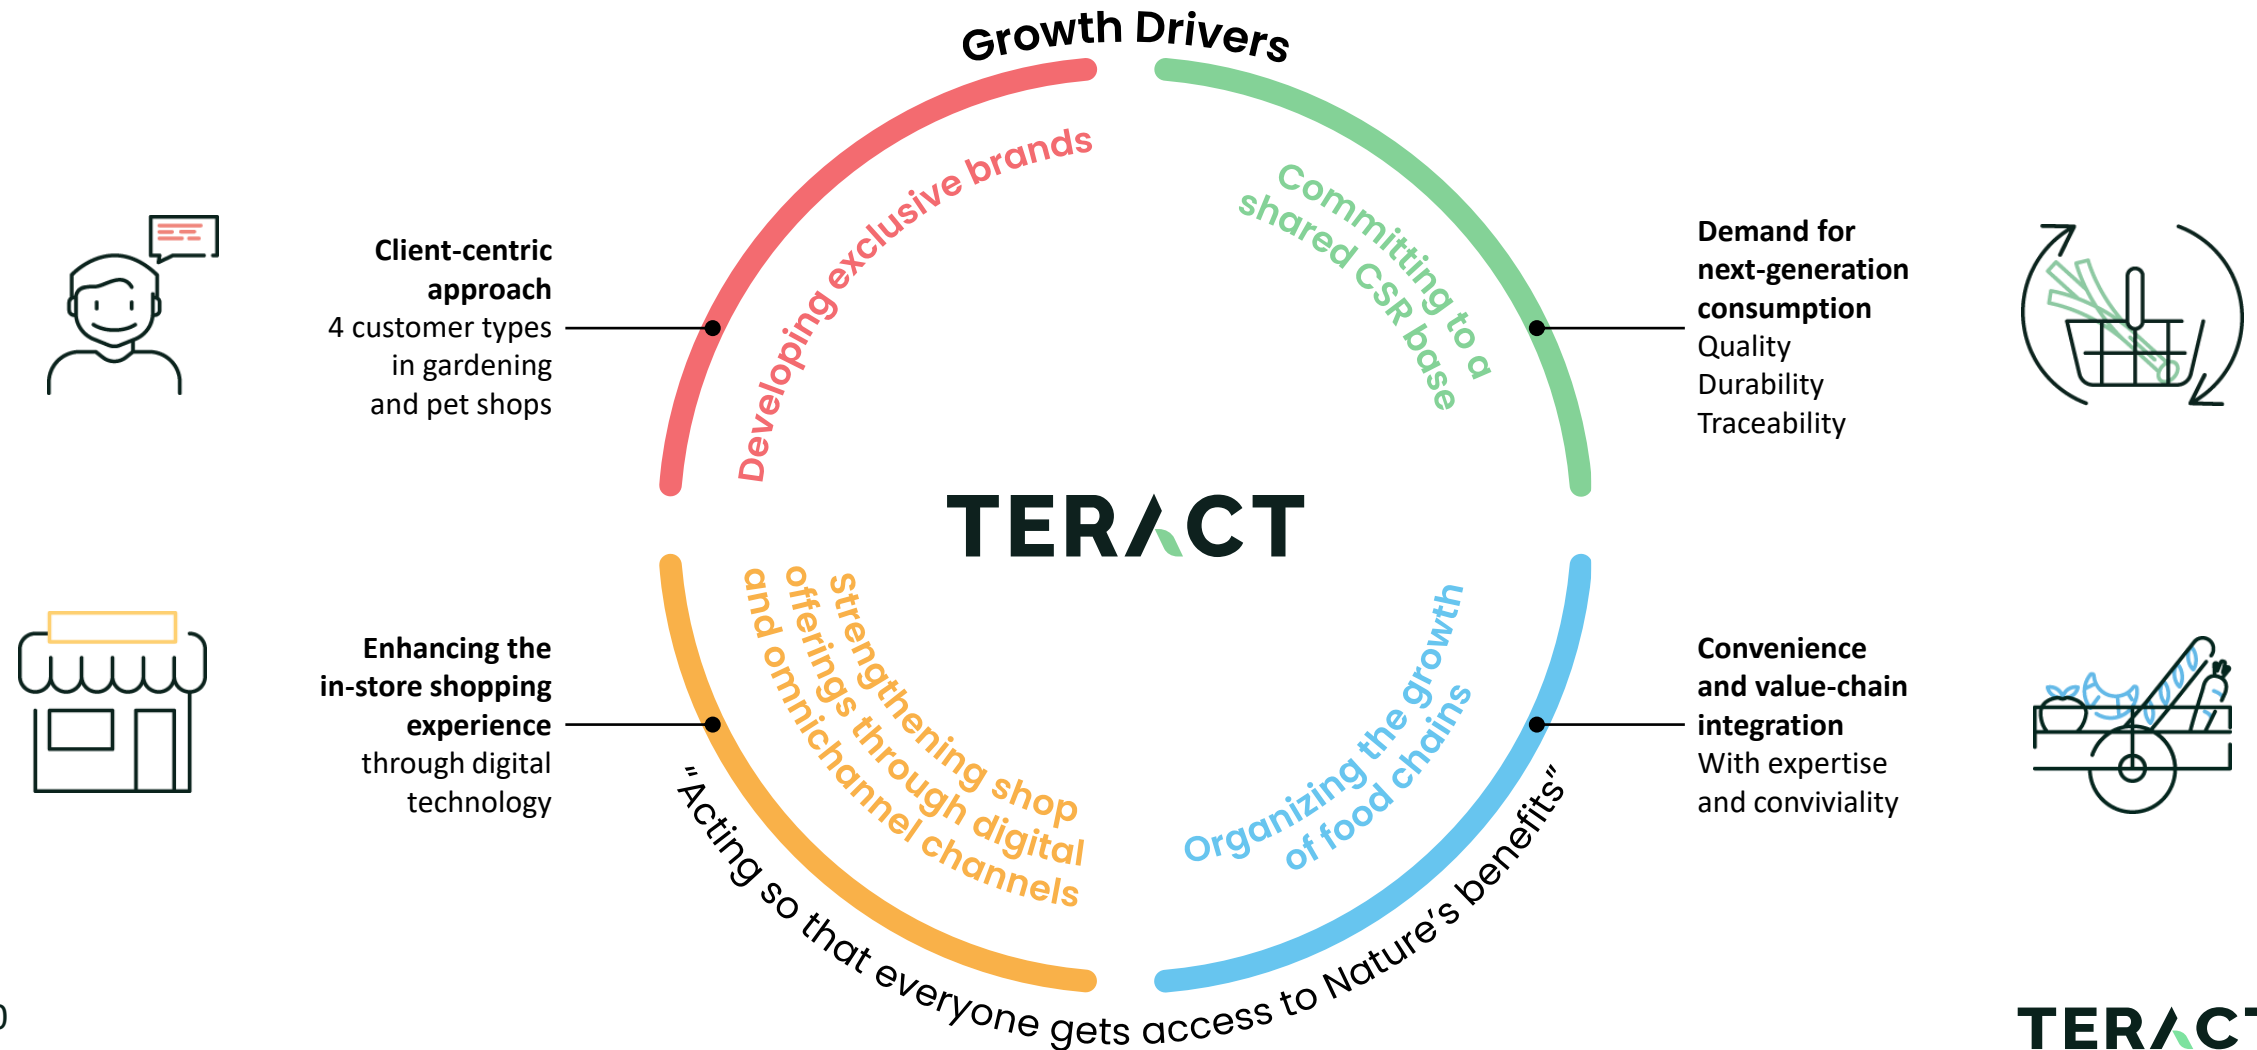 Growth Drivers
Developing exclusive brands
Committing to a
shared CSR base
Client-centric
approach
4 customer types
in gardening
and pet shops
Demand for
next-generation
consumption
Quality
Durability
Traceability
TERACT
Enhancing the
in-store shopping
experience
through digital
technology
Strengthening shop
offerings through digital
and omnichannel channels
Organizing the growth
of food chains
Convenience
and value-chain
integration
With expertise
and conviviality
“Acting so that everyone gets access to Nature’s benefits”
0
TERACT